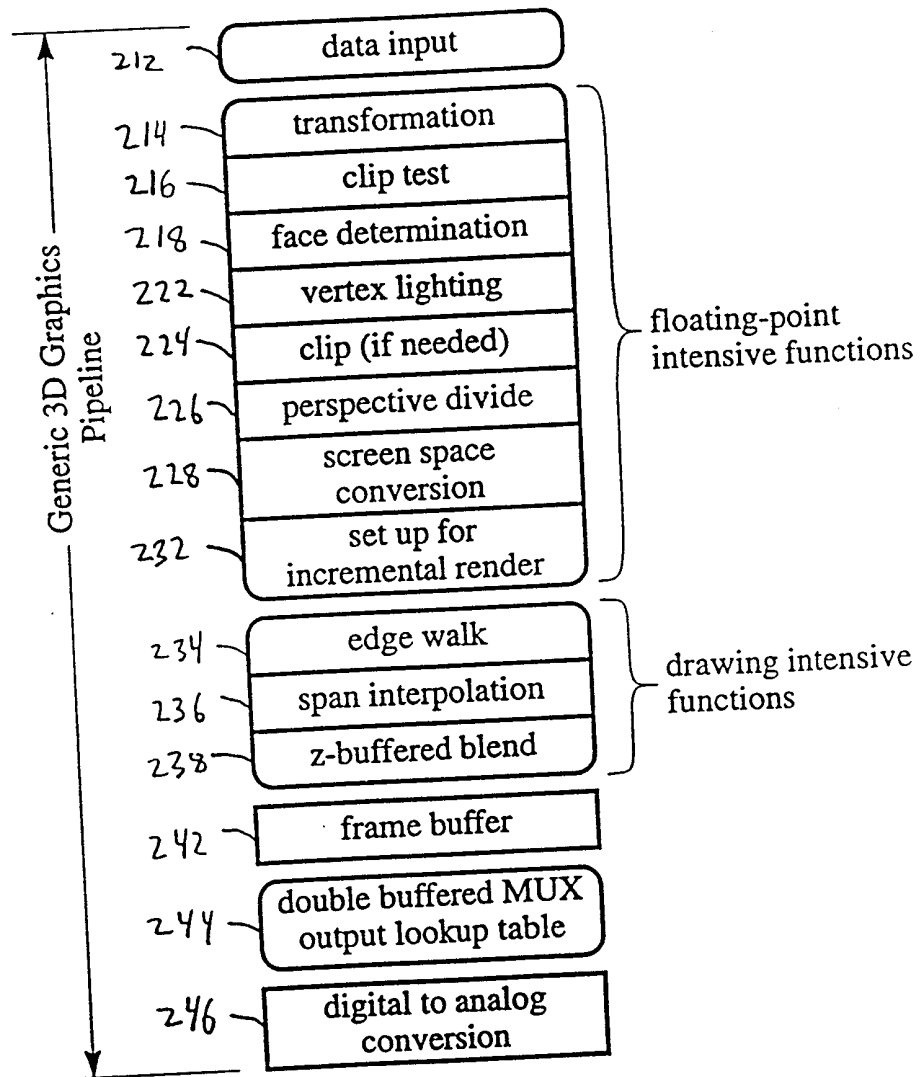 212
data input
214
transformation
216
clip test
218
face determination
222
vertex lighting
224
clip (if needed)
226
perspective divide
228
screen space
conversion
232
set up for
incremental render
floating-point
intensive functions
Generic 3D Graphics
Pipeline
234
edge walk
236
span interpolation
238
z-buffered blend
drawing intensive
functions
242
frame buffer
244
double buffered MUX
output lookup table
246
digital to analog
conversion